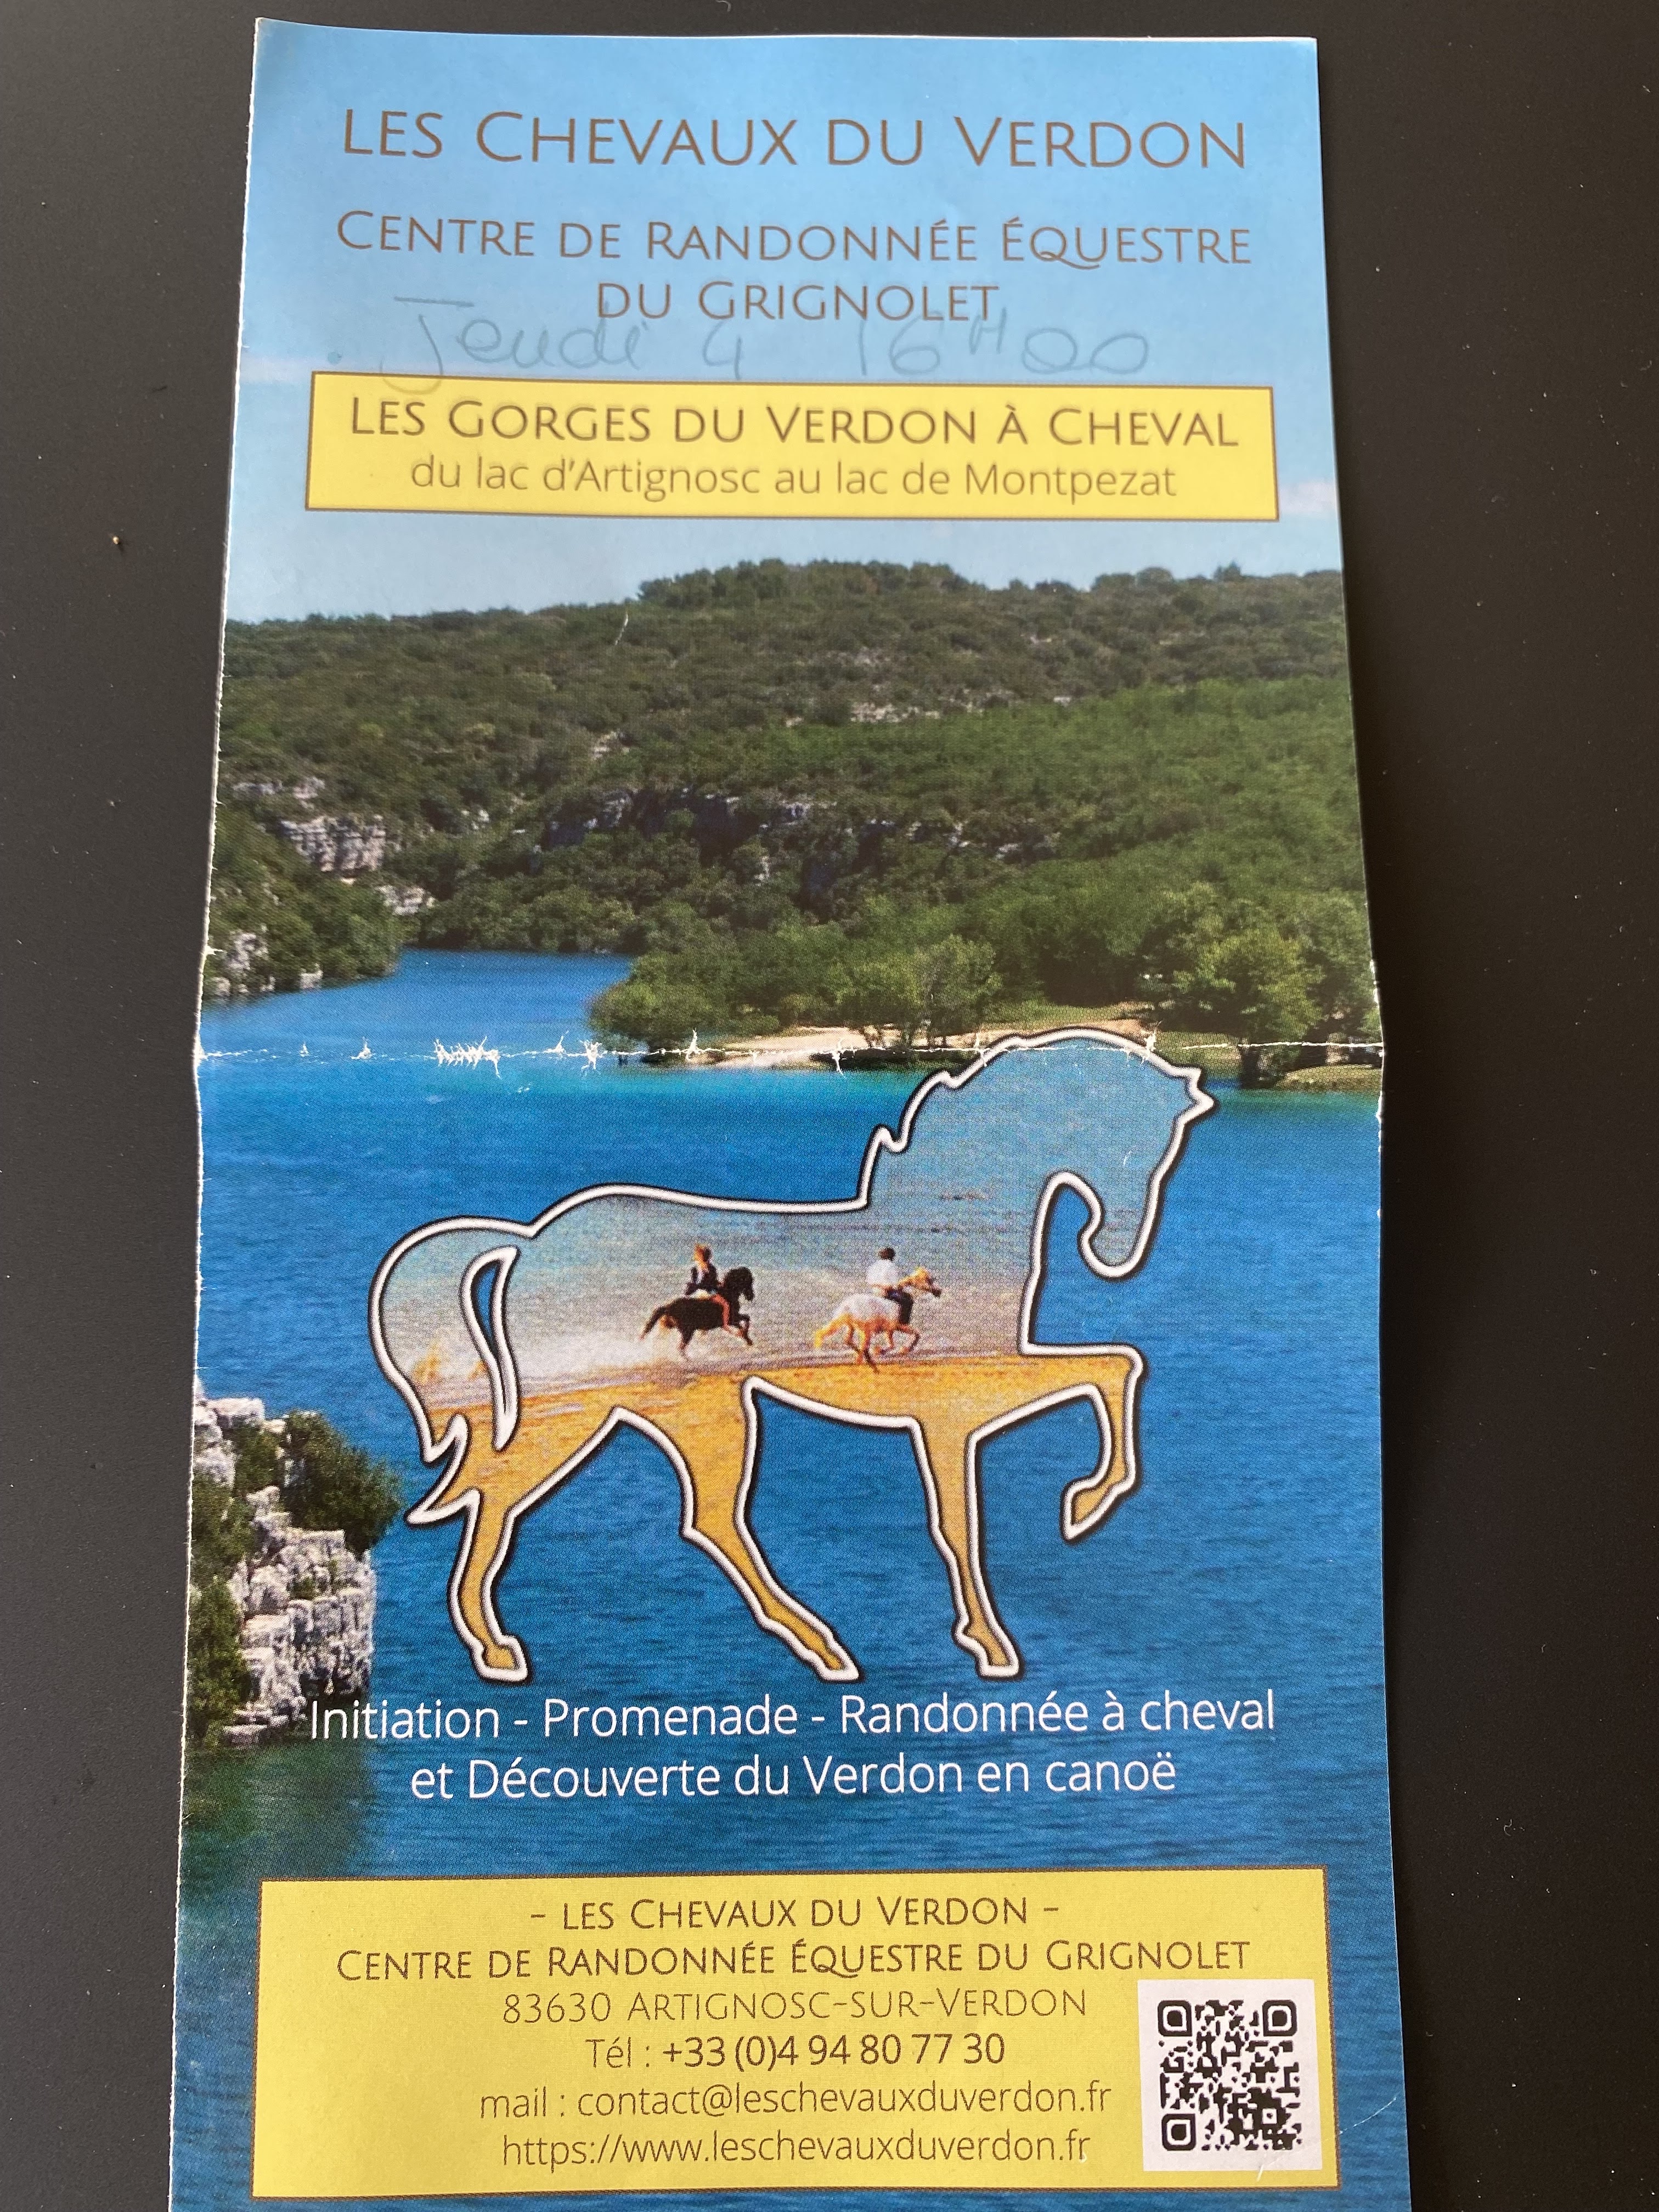 LES CHEVAUX DU VERDON
CENTRE DE RANDONNÉE ÉQUESTRE
DU GRIGNOLET
Jeudi 4 16H00
LES GORGES DU VERDON À CHEVAL
du lac d'Artignosc au lac de Montpezat
Initiation - Promenade - Randonnée à cheval
et Découverte du Verdon en canoë
- LES CHEVAUX DU VERDON -
CENTRE DE RANDONNÉE ÉQUESTRE DU GRIGNOLET
83630 ARTIGNOSC-SUR-VERDON
Tél : +33 (0)4 94 80 77 30
mail : contact@leschevauxduverdon.fr
https://www.leschevauxduverdon.fr